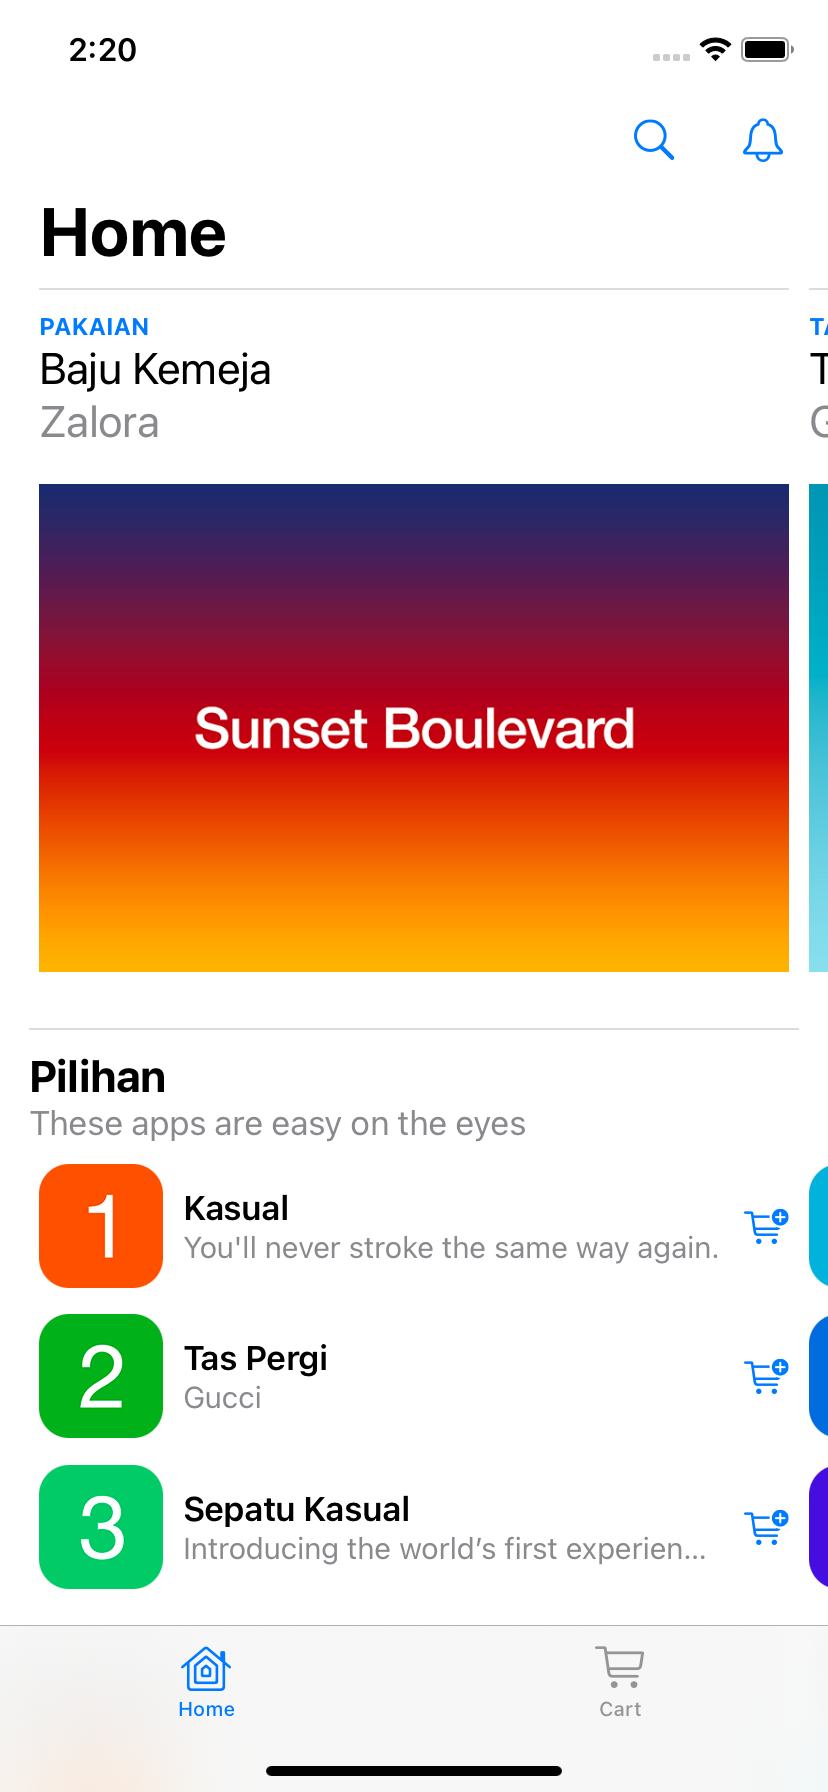 2:20
Home
PAKAIAN
Baju Kemeja
Zalora
Sunset Boulevard
Pilihan
These apps are easy on the eyes
1
Kasual
You'll never stroke the same way again.
2
Tas Pergi
Gucci
3
Sepatu Kasual
Introducing the world’s first experien...
Home
Cart